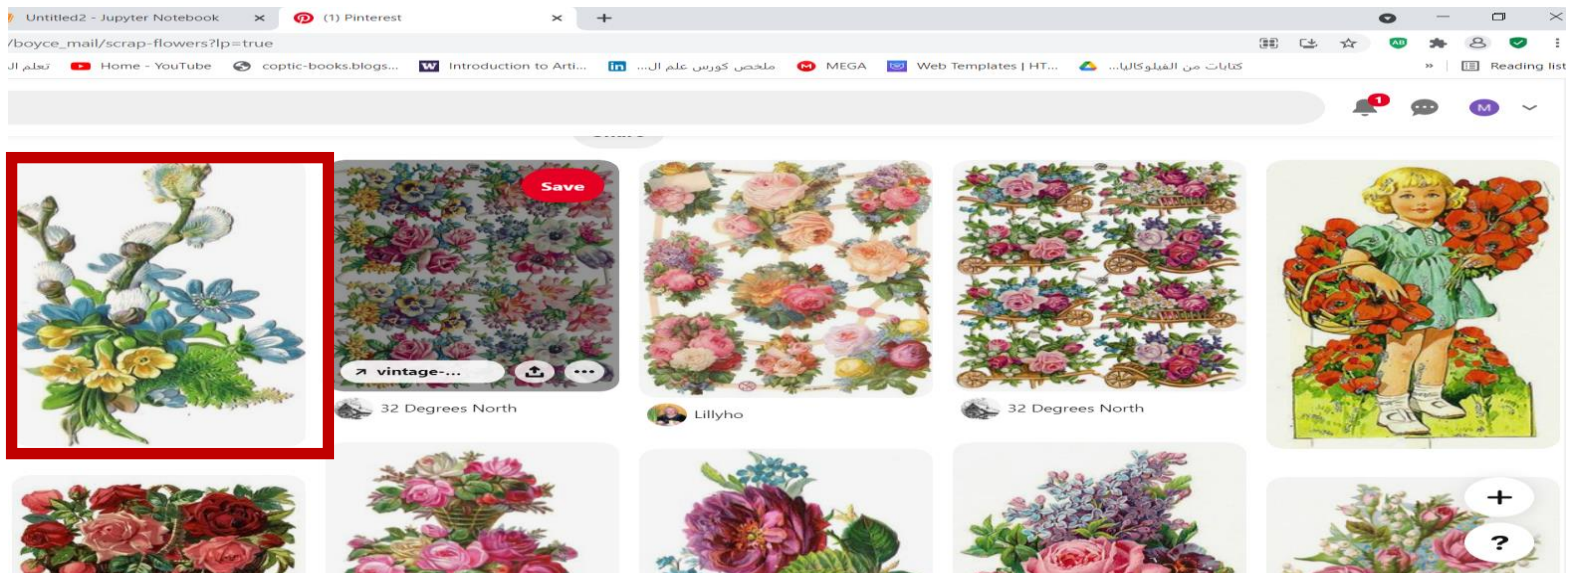 Untitled2 - Jupyter Notebook
(1) Pinterest
/boyce_mail/scrap-flowers?lp=true
تعلم ال
Home - YouTube
coptic-books.blogs...
Introduction to Arti...
ملخص كورس علم ال...
MEGA
Web Templates | HT...
كتابات من الفيلوكاليا...
»
Reading list
1
M
Save
vintage-...
32 Degrees North
Lillyho
32 Degrees North
+
?